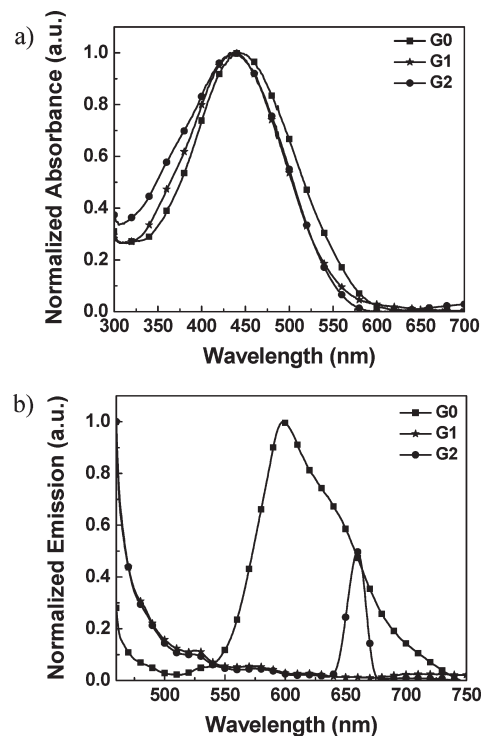 a)
Normalized Absorbance (a.u.)
1.0
0.8
0.6
0.4
0.2
0.0
G0
G1
G2
300 350 400 450 500 550 600 650 700
Wavelength (nm)
b)
Normalized Emission (a.u.)
1.0
0.8
0.6
0.4
0.2
0.0
G0
G1
G2
500 550 600 650 700 750
Wavelength (nm)